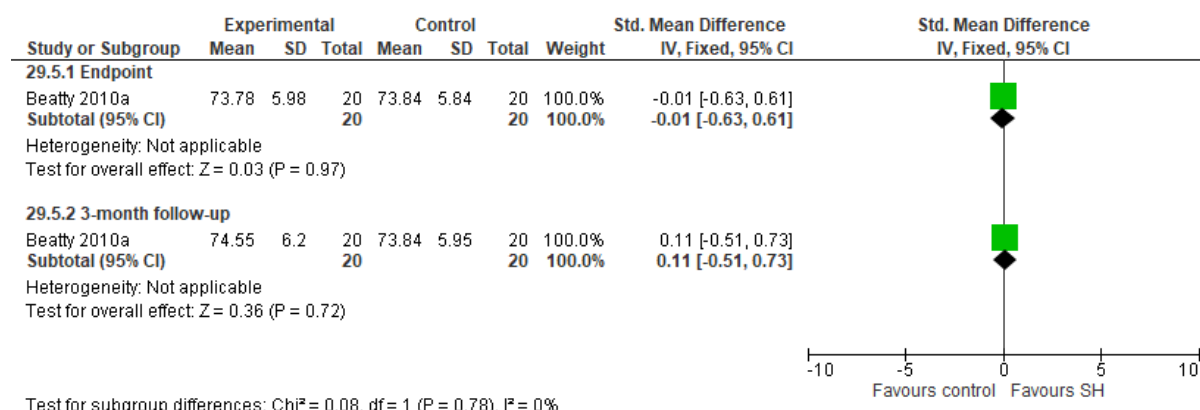 Experimental Control Std. Mean Difference Std. Mean Difference
Study or Subgroup Mean SD Total Mean SD Total Weight IV, Fixed, 95% CI IV, Fixed, 95% CI
29.5.1 Endpoint
Beatty 2010a 73.78 5.98 20 73.84 5.84 20 100.0% -0.01 [-0.63, 0.61]
Subtotal (95% CI) 20 20 100.0% -0.01 [-0.63, 0.61]
Heterogeneity: Not applicable
Test for overall effect: Z = 0.03 (P = 0.97)
29.5.2 3-month follow-up
Beatty 2010a 74.55 6.2 20 73.84 5.95 20 100.0% 0.11 [-0.51, 0.73]
Subtotal (95% CI) 20 20 100.0% 0.11 [-0.51, 0.73]
Heterogeneity: Not applicable
Test for overall effect: Z = 0.36 (P = 0.72)
-10 -5 0 5 10
Favours control Favours SH
Test for subgroup differences: Chi² = 0.08, df = 1 (P = 0.78), I² = 0%